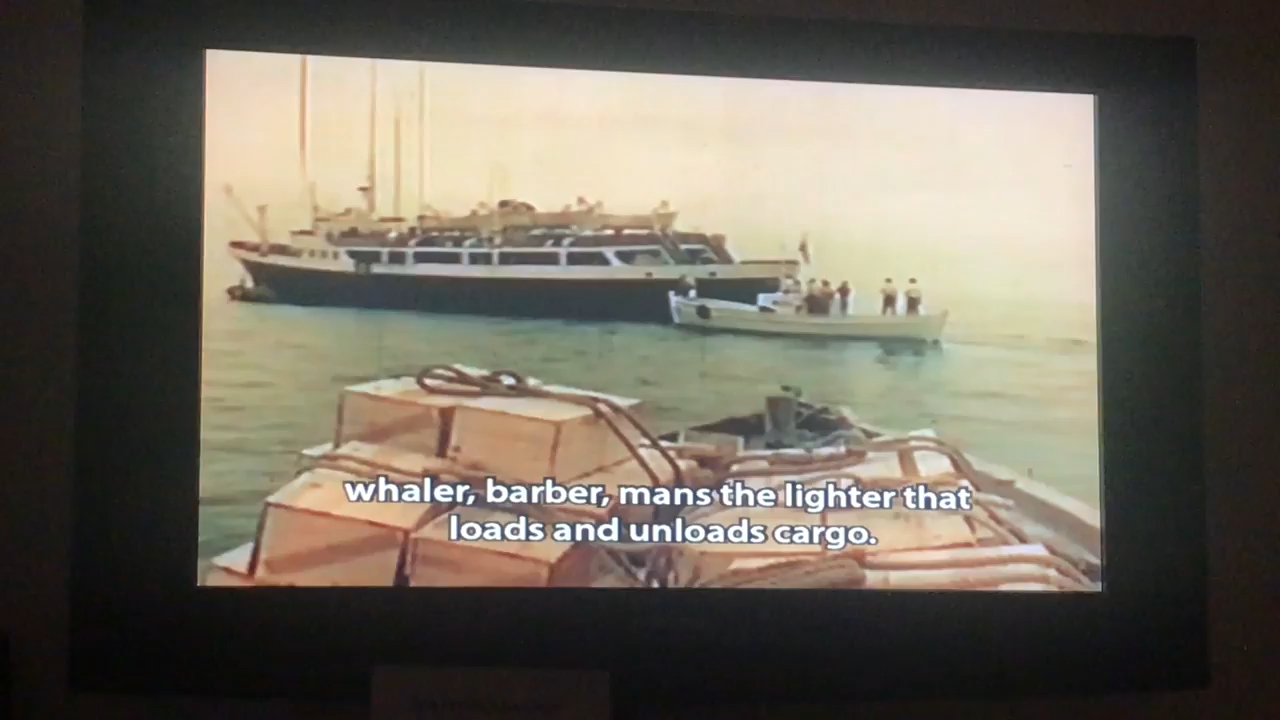 whaler, barber, mans the lighter that
loads and unloads cargo.